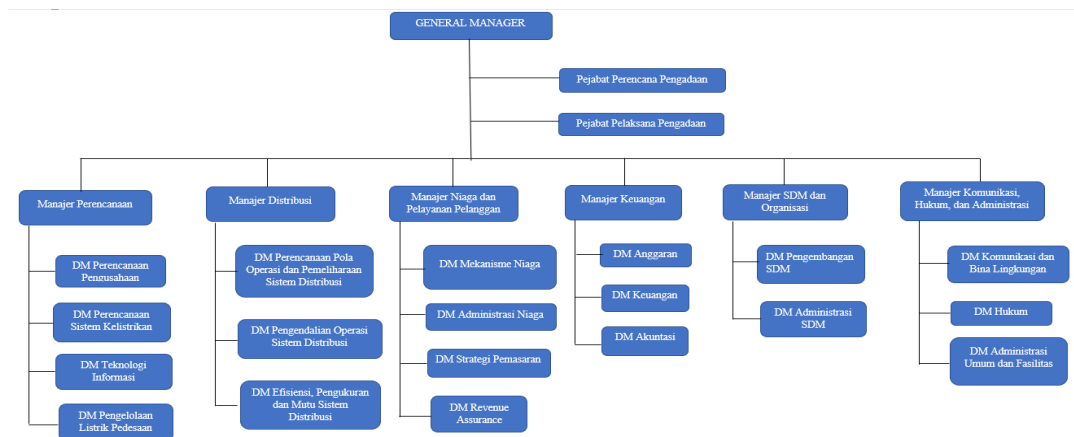 GENERAL MANAGER
Pejabat Perencana Pengadaan
Pejabat Pelaksana Pengadaan
Manajer Perencanaan
DM Perencanaan
Pengusahaan
DM Perencanaan
Sistem Kelistrikan
DM Teknologi
Informasi
DM Pengelolaan
Listrik Pedesaan
Manajer Distribusi
DM Perencanaan Pola
Operasi dan Pemeliharaan
Sistem Distribusi
DM Pengendalian Operasi
Sistem Distribusi
DM Efisiensi, Pengukuran
dan Mutu Sistem
Distribusi
Manajer Niaga dan
Pelayanan Pelanggan
DM Mekanisme Niaga
DM Administrasi Niaga
DM Strategi Pemasaran
DM Revenue
Assurance
Manajer Keuangan
DM Anggaran
DM Keuangan
DM Akuntasi
Manajer SDM dan
Organisasi
DM Pengembangan
SDM
DM Administrasi
SDM
Manajer Komunikasi,
Hukum, dan Administrasi
DM Komunikasi dan
Bina Lingkungan
DM Hukum
DM Administrasi
Umum dan Fasilitas